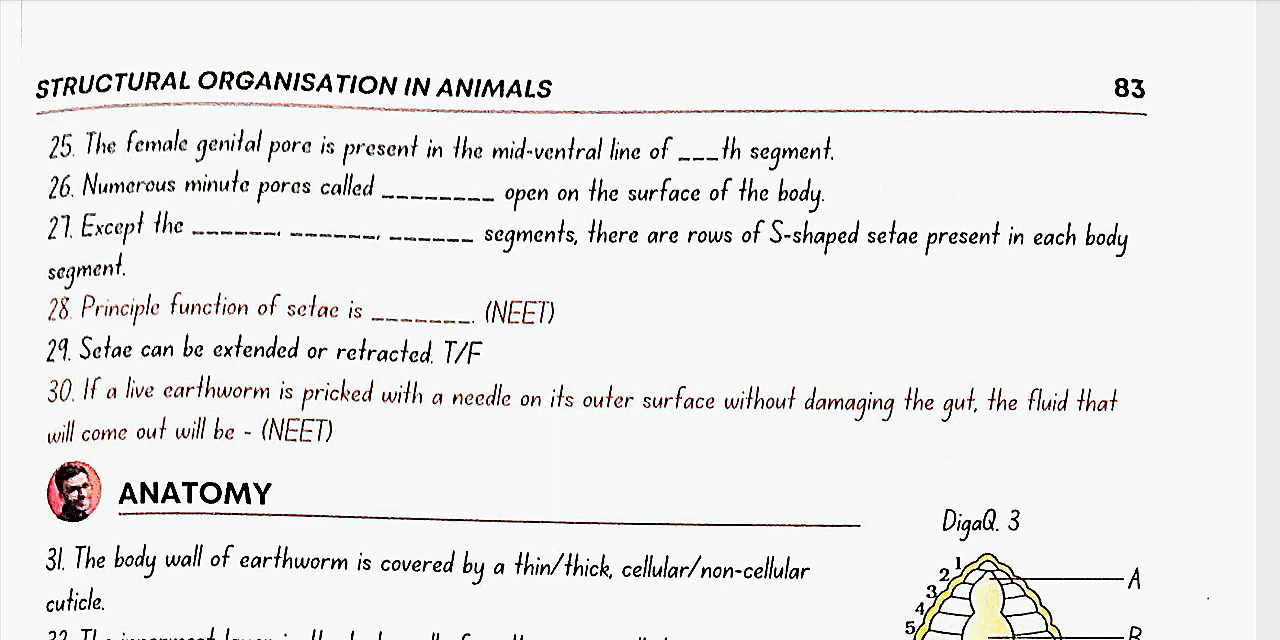 STRUCTURAL ORGANISATION IN ANIMALS 83
25. The female genital pore is present in the mid-ventral line of ___th segment.
26. Numerous minute pores called ________ open on the surface of the body.
27. Except the ______, ______, ______ segments, there are rows of S-shaped setae present in each body
segment.
28. Principle function of setae is _______. (NEET)
29. Setae can be extended or retracted. T/F
30. If a live earthworm is pricked with a needle on its outer surface without damaging the gut, the fluid that
will come out will be - (NEET)
ANATOMY
DigaQ. 3
31. The body wall of earthworm is covered by a thin/thick, cellular/non-cellular
cuticle.
1
2
3
4
5
A
B